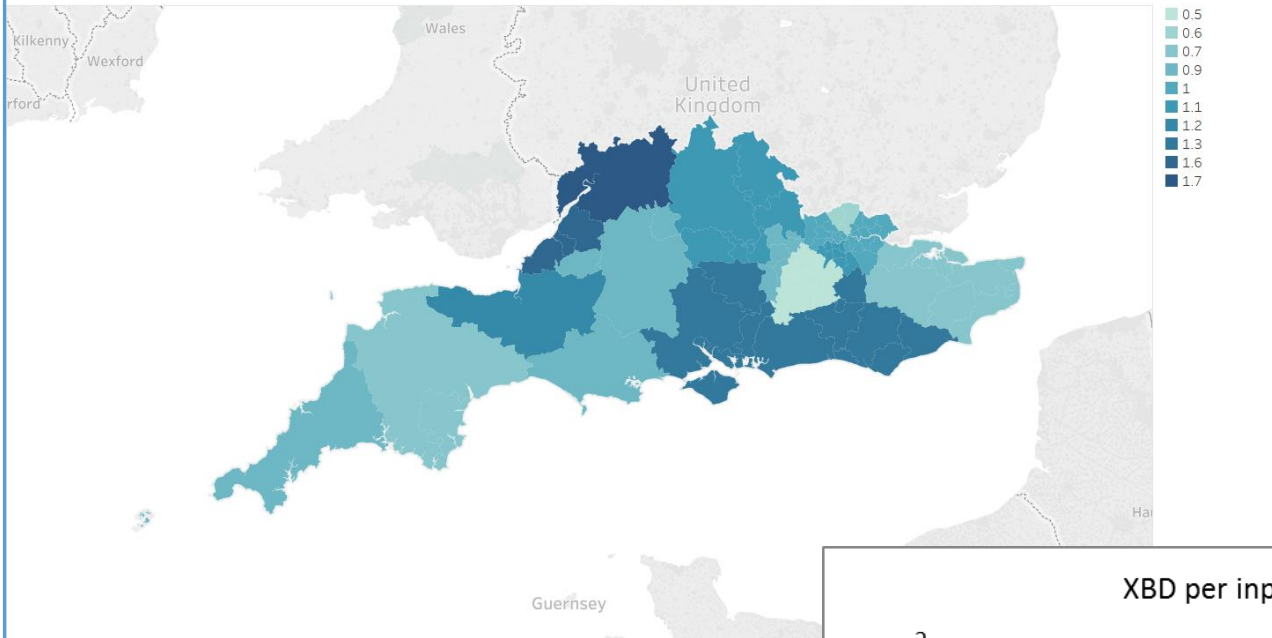 Kilkenny
Wexford
rford
Wales
United
Kingdom
0.5
0.6
0.7
0.9
1
1.1
1.2
1.3
1.6
1.7
Ha
Guernsey
XBD per inp